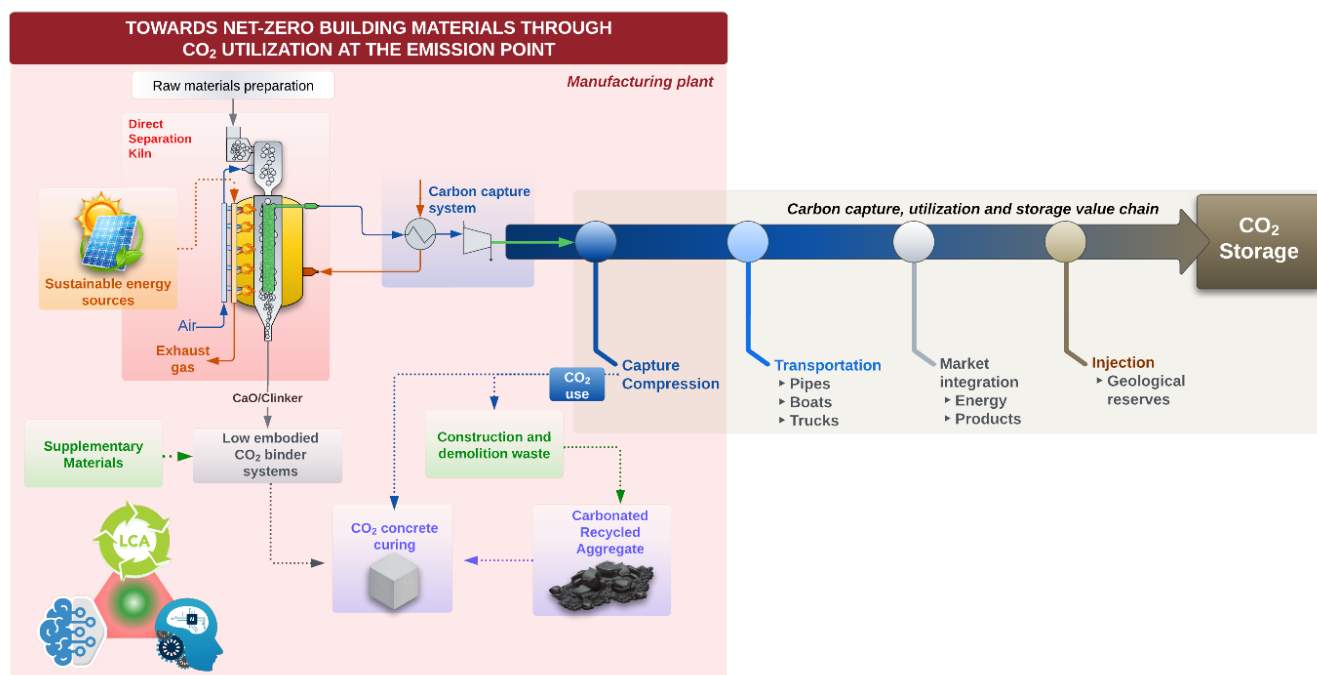 TOWARDS NET-ZERO BUILDING MATERIALS THROUGH
CO₂ UTILIZATION AT THE EMISSION POINT
Manufacturing plant
Raw materials preparation
Direct
Separation
Kiln
Sustainable energy
sources
Air
Exhaust
gas
Carbon capture
system
Carbon capture, utilization and storage value chain
CO₂
Storage
Capture
Compression
Transportation
‣ Pipes
‣ Boats
‣ Trucks
Market
integration
‣ Energy
‣ Products
Injection
‣ Geological
reserves
CO₂
use
CaO/Clinker
Supplementary
Materials
Low embodied
CO₂ binder
systems
Construction and
demolition waste
CO₂ concrete
curing
Carbonated
Recycled
Aggregate
LCA
AI